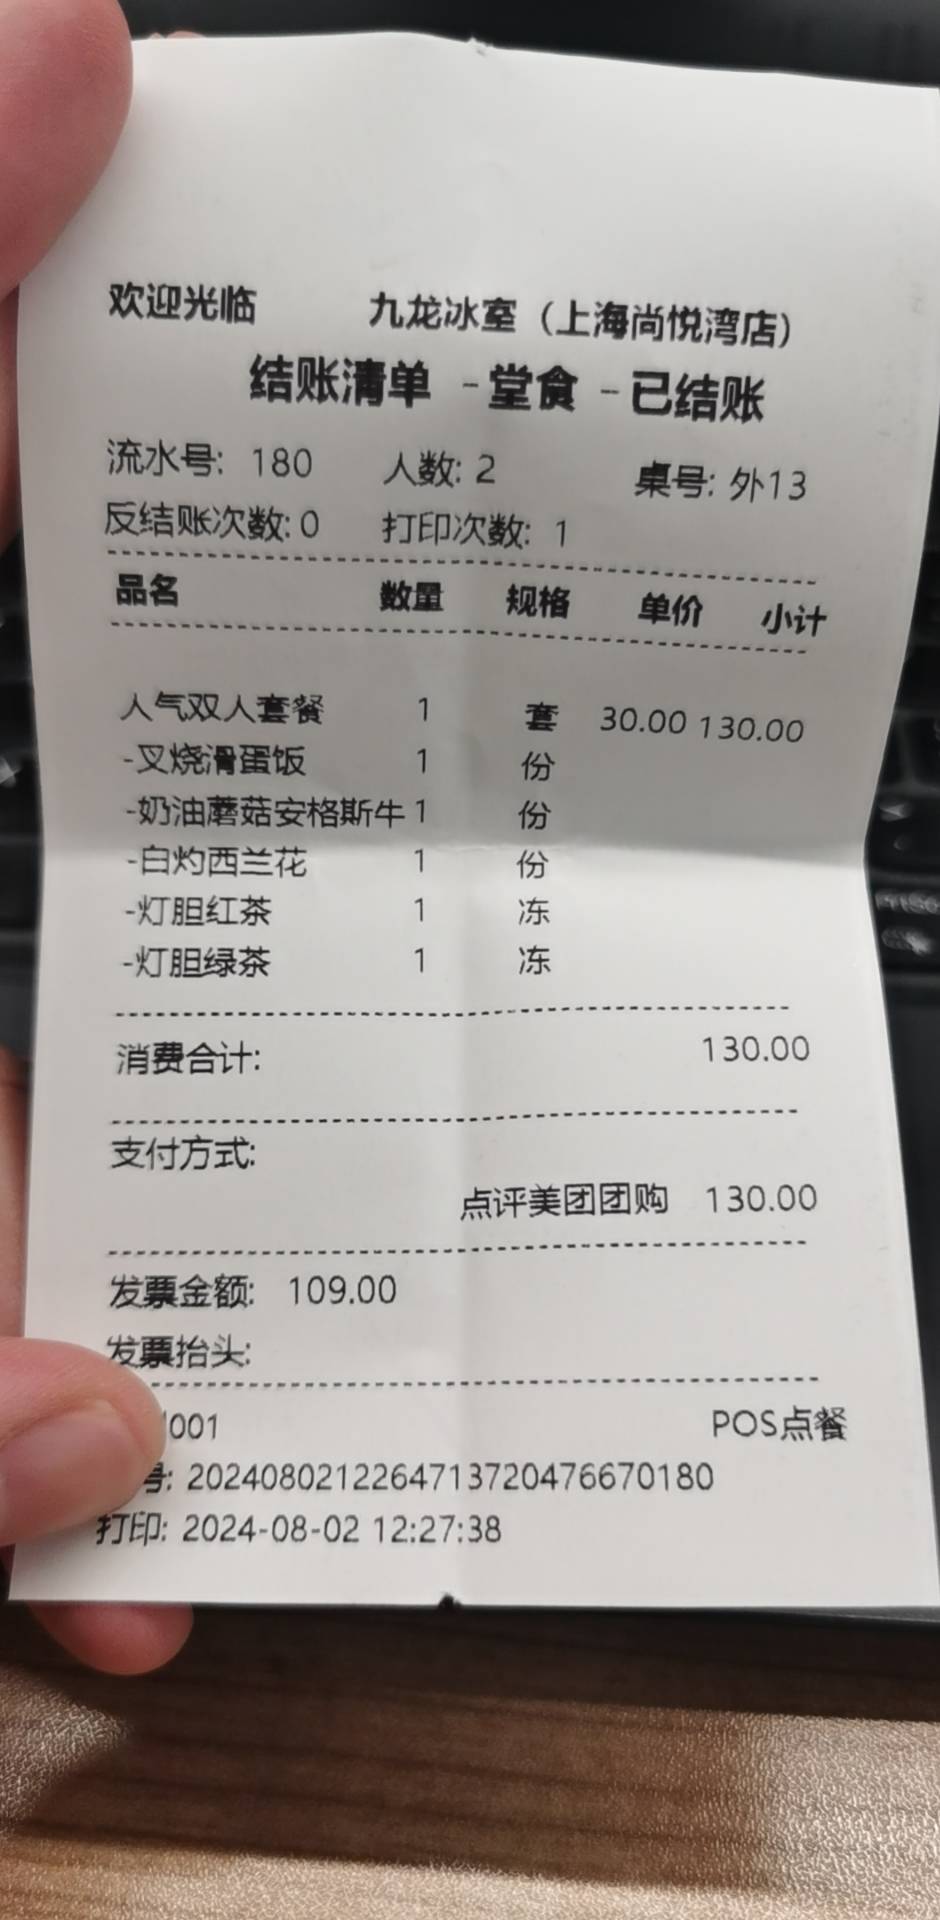 欢迎光临 九龙冰室（上海尚悦湾店）
结账清单 -堂食 -已结账
流水号: 180 人数: 2 桌号: 外13
反结账次数: 0 打印次数: 1
品名 数量 规格 单价 小计
人气双人套餐 1 套 30.00 130.00
-叉烧滑蛋饭 1 份
-奶油蘑菇安格斯牛 1 份
-白灼西兰花 1 份
-灯胆红茶 1 冻
-灯胆绿茶 1 冻
消费合计: 130.00
支付方式:
点评美团团购 130.00
发票金额: 109.00
发票抬头:
001 POS点餐
号: 2024080212264713720476670180
打印: 2024-08-02 12:27:38